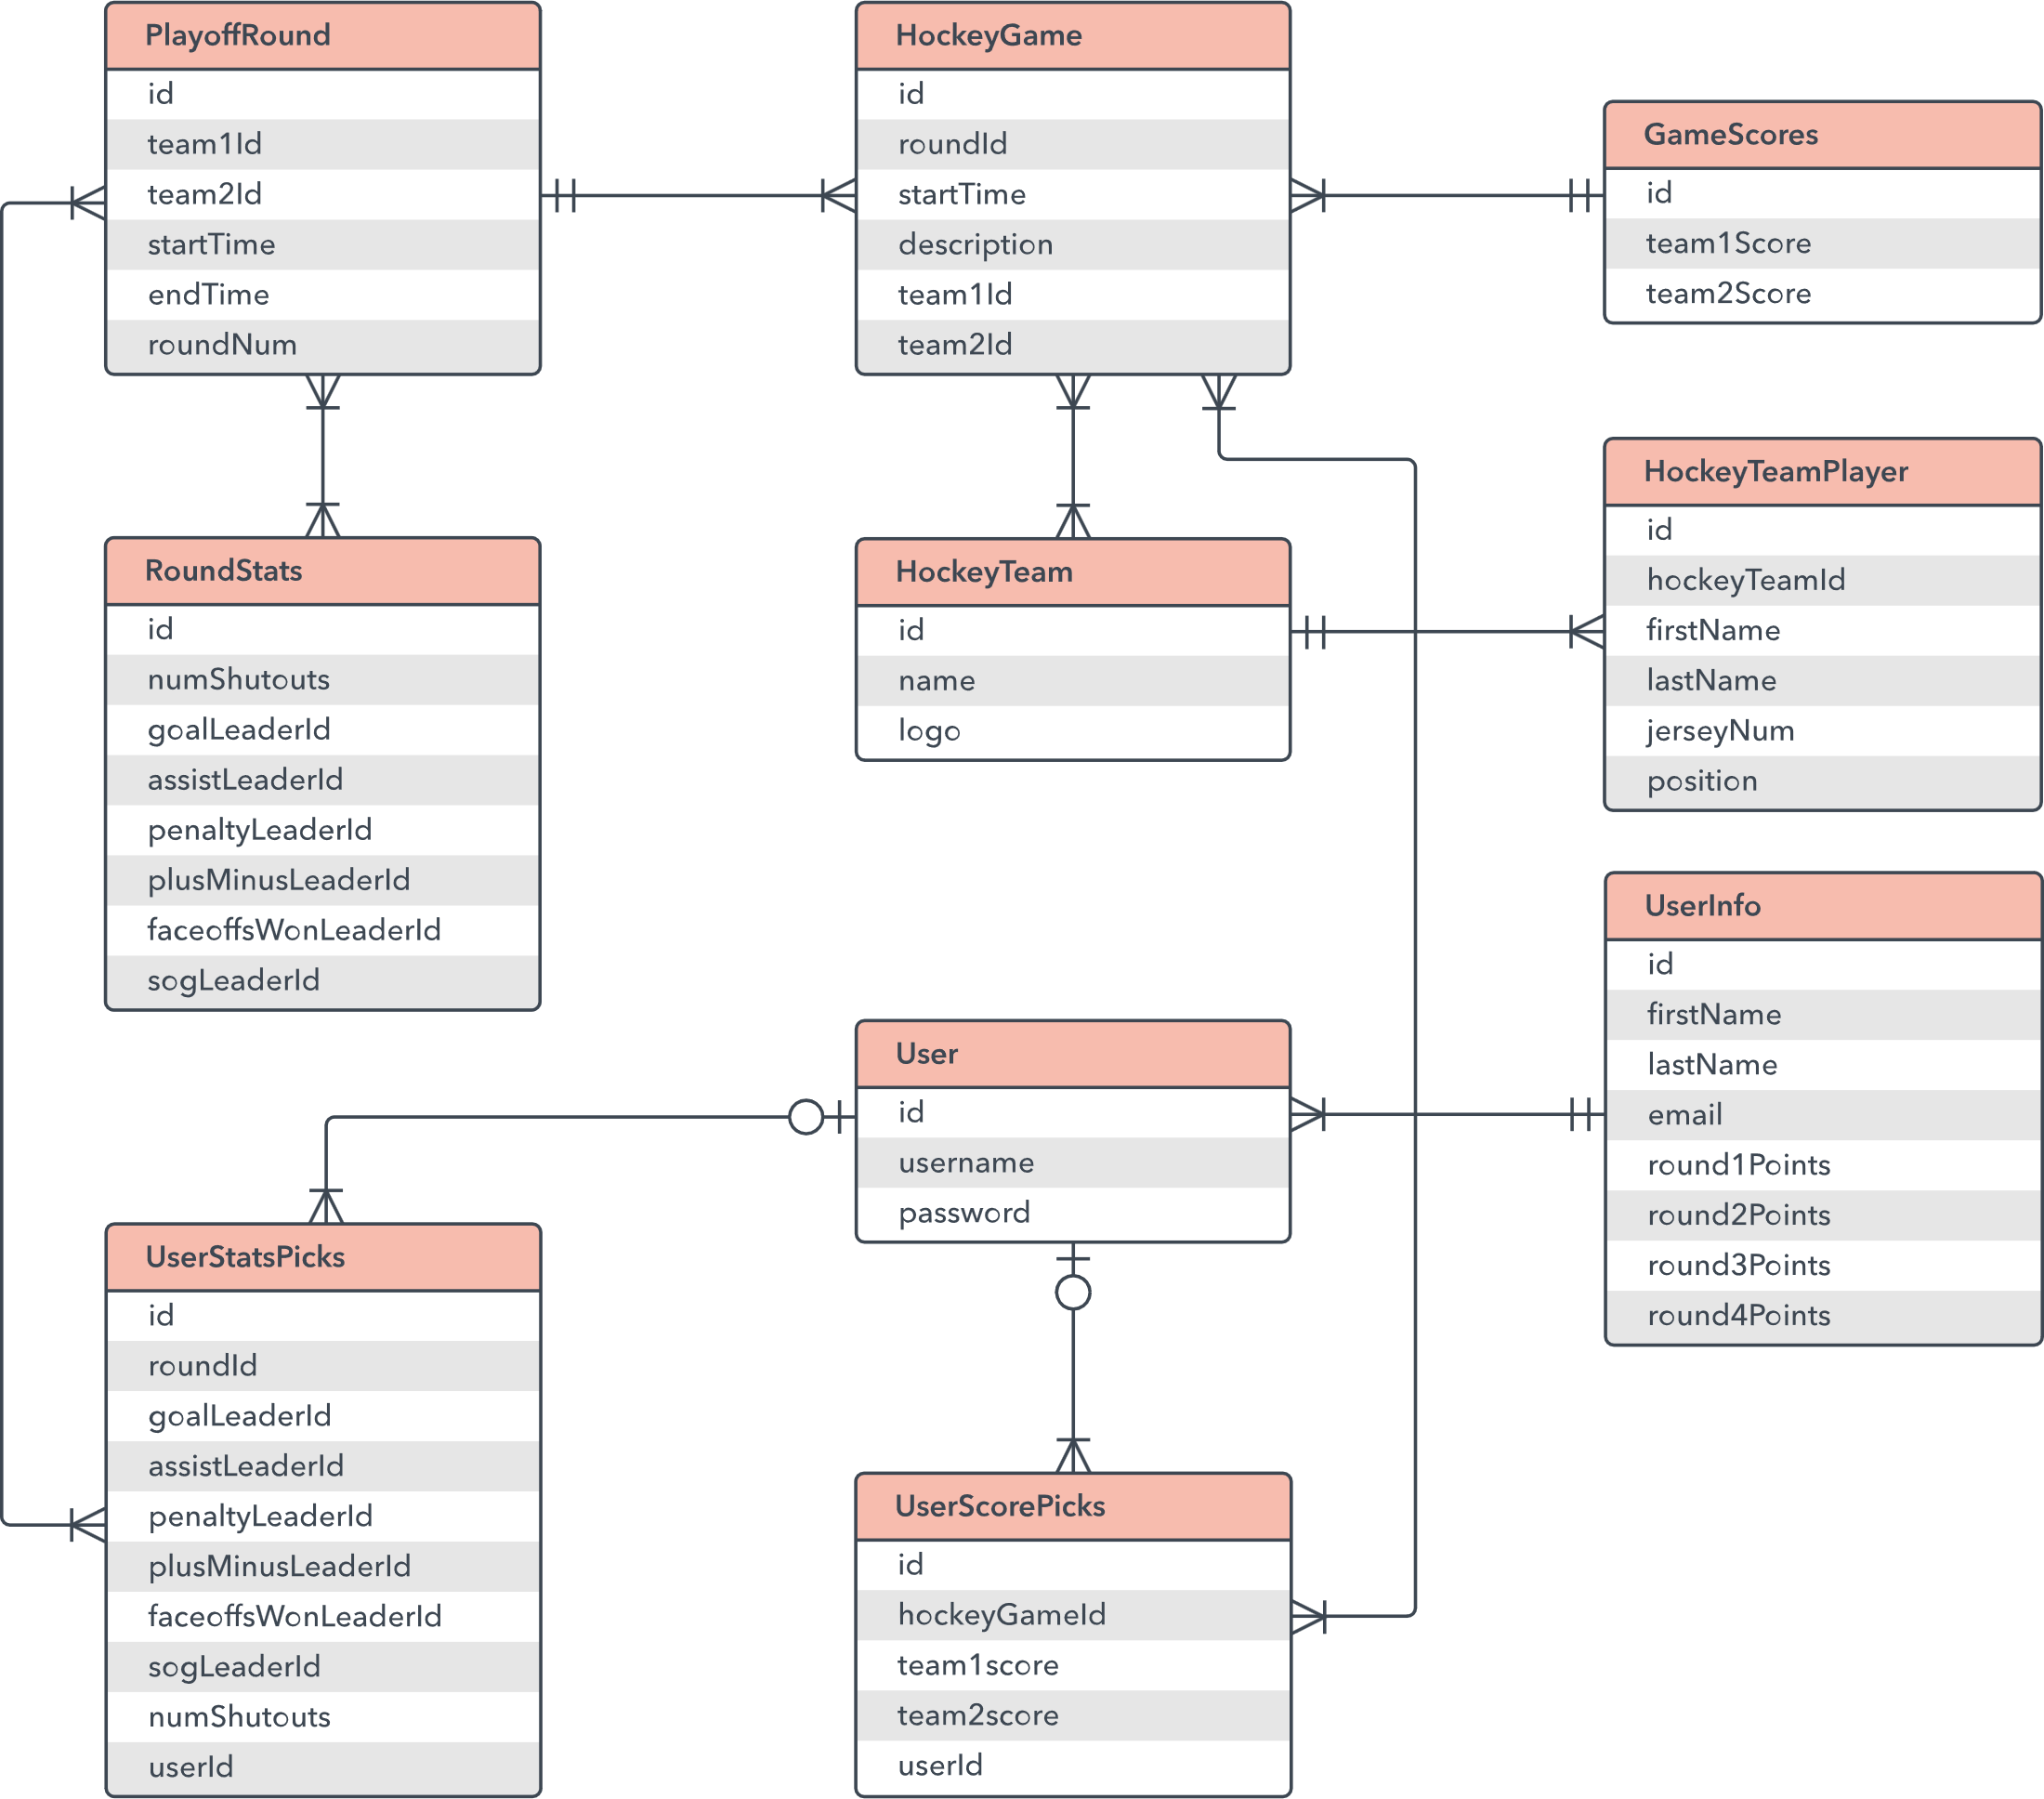 PlayoffRound
id
team1Id
team2Id
startTime
endTime
roundNum
HockeyGame
id
roundId
startTime
description
team1Id
team2Id
GameScores
id
team1Score
team2Score
RoundStats
id
numShutouts
goalLeaderId
assistLeaderId
penaltyLeaderId
plusMinusLeaderId
faceoffsWonLeaderId
sogLeaderId
HockeyTeam
id
name
logo
HockeyTeamPlayer
id
hockeyTeamId
firstName
lastName
jerseyNum
position
User
id
username
password
UserInfo
id
firstName
lastName
email
round1Points
round2Points
round3Points
round4Points
UserStatsPicks
id
roundId
goalLeaderId
assistLeaderId
penaltyLeaderId
plusMinusLeaderId
faceoffsWonLeaderId
sogLeaderId
numShutouts
userId
UserScorePicks
id
hockeyGameId
team1score
team2score
userId